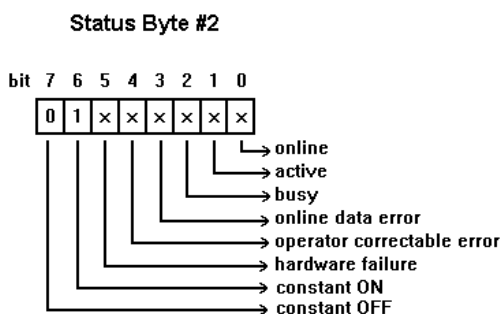 Status Byte #2
bit 7 6 5 4 3 2 1 0
0 1 x x x x x x
online
active
busy
online data error
operator correctable error
hardware failure
constant ON
constant OFF